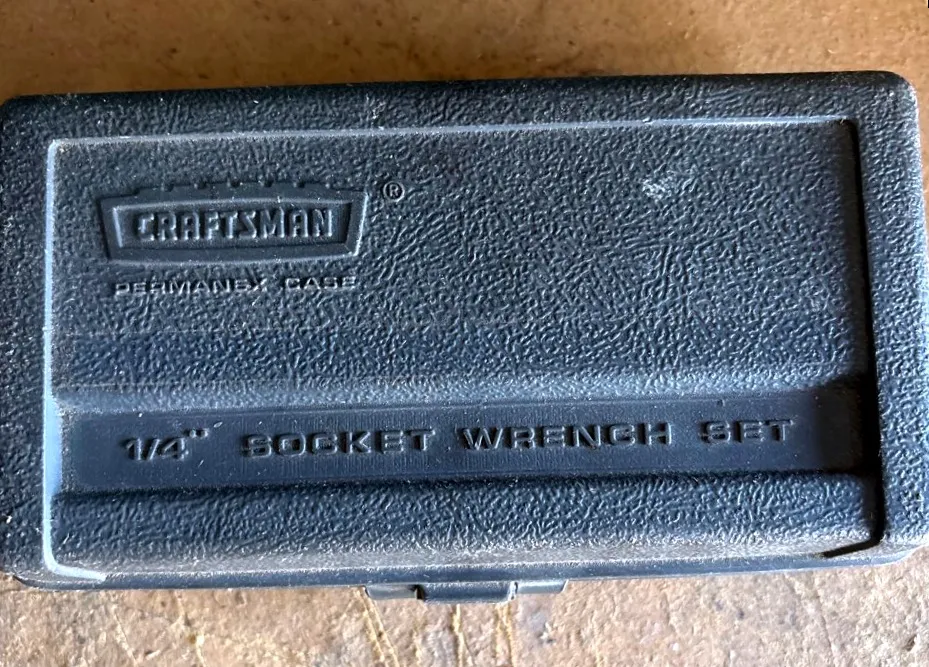 CRAFTSMAN ®
PERMANEX CASE
1/4" SOCKET WRENCH SET